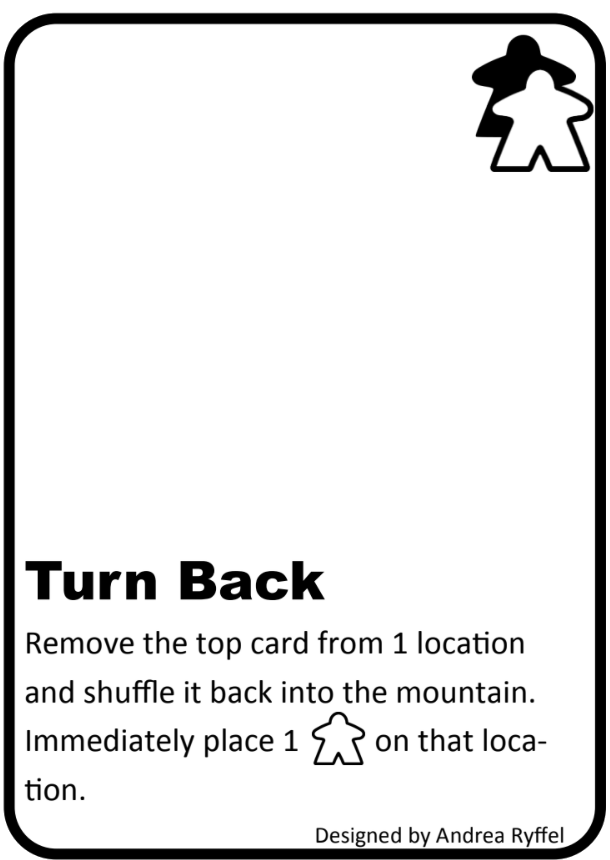 Turn Back
Remove the top card from 1 location
and shuffle it back into the mountain.
Immediately place 1 on that loca-
tion.
Designed by Andrea Ryffel